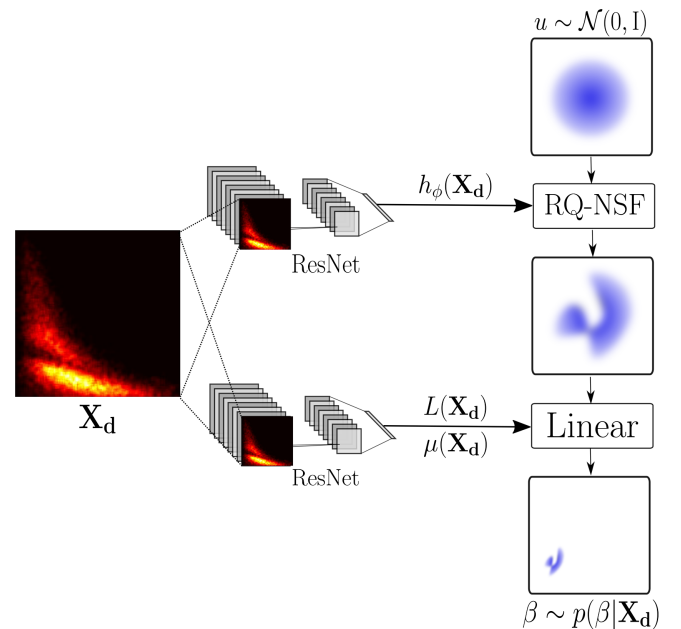 u ∼ 𝒩(0, I)
h_ϕ(X_d)
RQ-NSF
ResNet
X_d
L(X_d)
μ(X_d)
Linear
ResNet
β ∼ p(β|X_d)